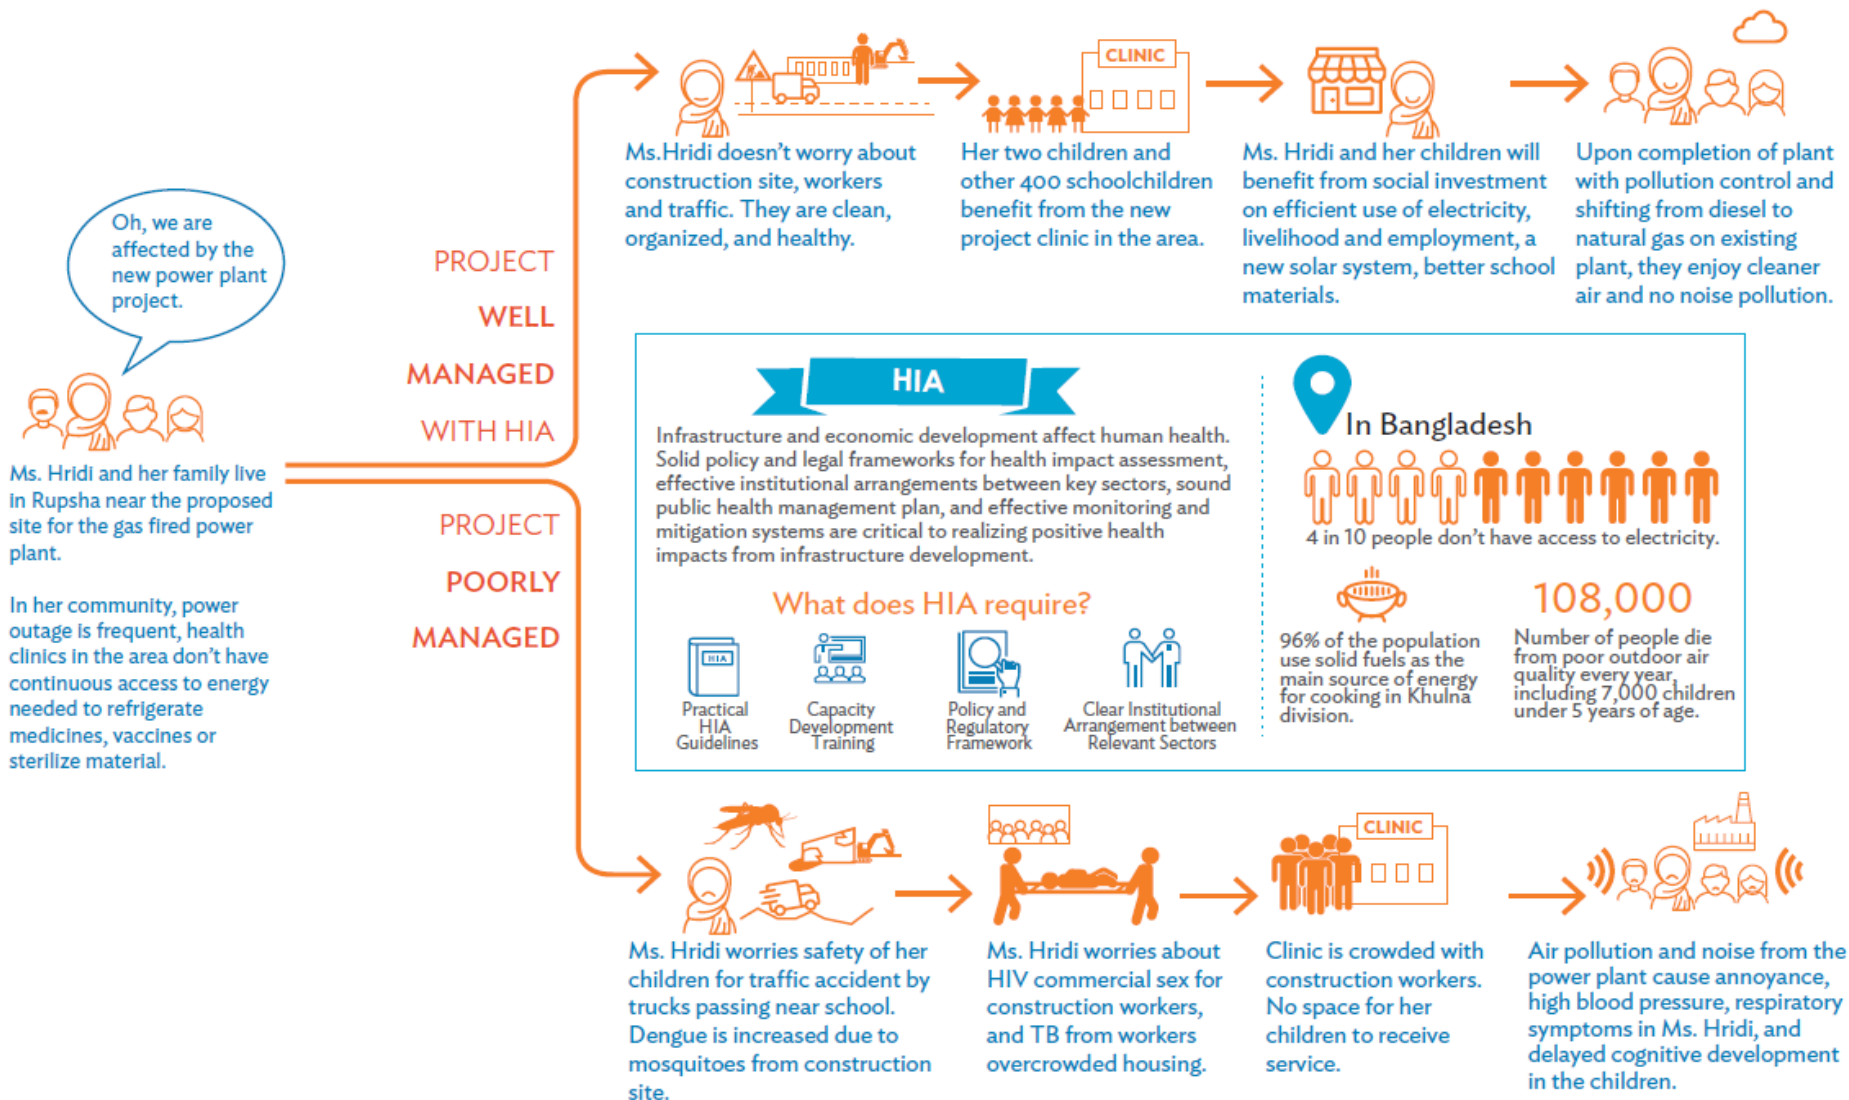 Oh, we are
affected by the
new power plant
project.
Ms. Hridi and her family live
in Rupsha near the proposed
site for the gas fired power
plant.
In her community, power
outage is frequent, health
clinics in the area don't have
continuous access to energy
needed to refrigerate
medicines, vaccines or
sterilize material.
PROJECT
WELL
MANAGED
WITH HIA
PROJECT
POORLY
MANAGED
Ms.Hridi doesn't worry about
construction site, workers
and traffic. They are clean,
organized, and healthy.
CLINIC
Her two children and
other 400 schoolchildren
benefit from the new
project clinic in the area.
Ms. Hridi and her children will
benefit from social investment
on efficient use of electricity,
livelihood and employment, a
new solar system, better school
materials.
Upon completion of plant
with pollution control and
shifting from diesel to
natural gas on existing
plant, they enjoy cleaner
air and no noise pollution.
HIA
Infrastructure and economic development affect human health.
Solid policy and legal frameworks for health impact assessment,
effective institutional arrangements between key sectors, sound
public health management plan, and effective monitoring and
mitigation systems are critical to realizing positive health
impacts from infrastructure development.
What does HIA require?
HIA
Practical
HIA
Guidelines
Capacity
Development
Training
Policy and
Regulatory
Framework
Clear Institutional
Arrangement between
Relevant Sectors
In Bangladesh
4 in 10 people don't have access to electricity.
96% of the population
use solid fuels as the
main source of energy
for cooking in Khulna
division.
108,000
Number of people die
from poor outdoor air
quality every year,
including 7,000 children
under 5 years of age.
Ms. Hridi worries safety of her
children for traffic accident by
trucks passing near school.
Dengue is increased due to
mosquitoes from construction
site.
Ms. Hridi worries about
HIV commercial sex for
construction workers,
and TB from workers
overcrowded housing.
CLINIC
Clinic is crowded with
construction workers.
No space for her
children to receive
service.
Air pollution and noise from the
power plant cause annoyance,
high blood pressure, respiratory
symptoms in Ms. Hridi, and
delayed cognitive development
in the children.